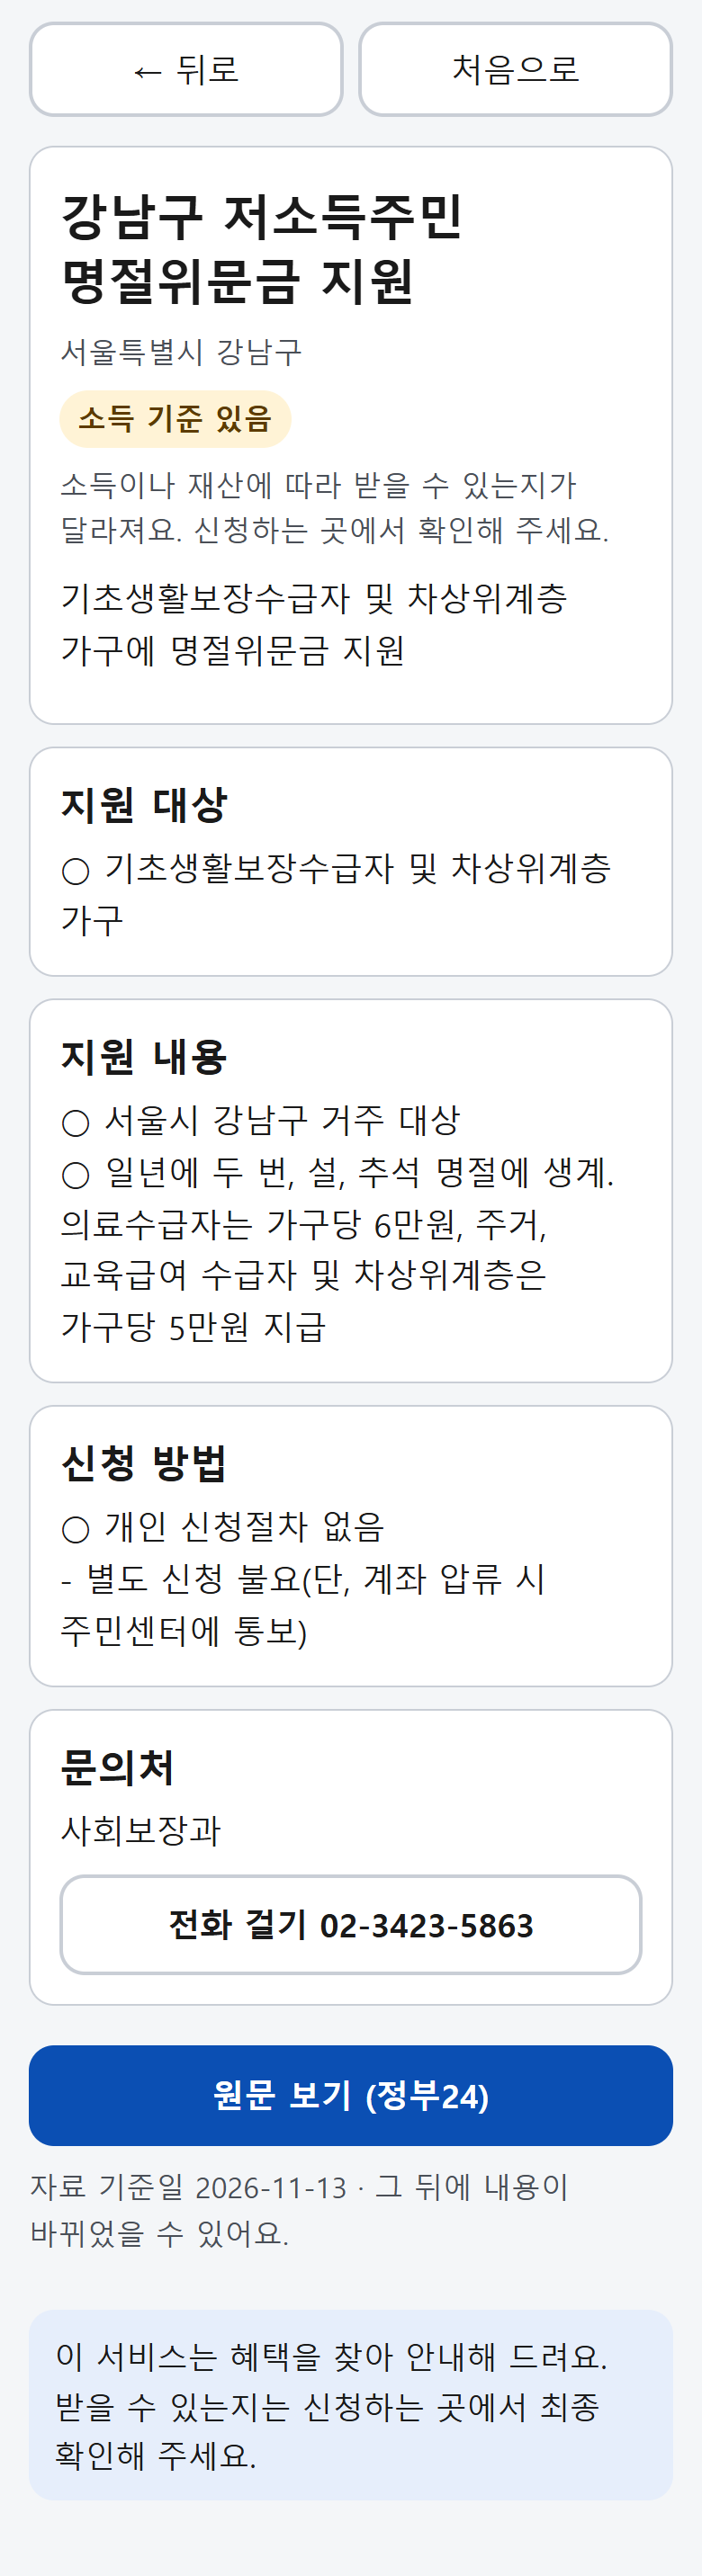 ← 뒤로
처음으로
강남구 저소득주민
명절위문금 지원
서울특별시 강남구
소득 기준 있음
소득이나 재산에 따라 받을 수 있는지가
달라져요. 신청하는 곳에서 확인해 주세요.
기초생활보장수급자 및 차상위계층
가구에 명절위문금 지원
지원 대상
○ 기초생활보장수급자 및 차상위계층
가구
지원 내용
○ 서울시 강남구 거주 대상
○ 일년에 두 번, 설, 추석 명절에 생계.
의료수급자는 가구당 6만원, 주거,
교육급여 수급자 및 차상위계층은
가구당 5만원 지급
신청 방법
○ 개인 신청절차 없음
- 별도 신청 불요(단, 계좌 압류 시
주민센터에 통보)
문의처
사회보장과
전화 걸기 02-3423-5863
원문 보기 (정부24)
자료 기준일 2026-11-13 · 그 뒤에 내용이
바뀌었을 수 있어요.
이 서비스는 혜택을 찾아 안내해 드려요.
받을 수 있는지는 신청하는 곳에서 최종
확인해 주세요.